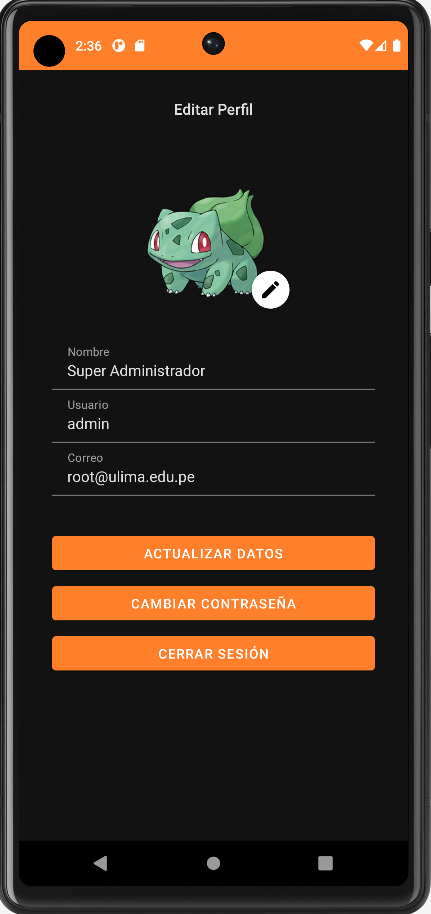 2:36
Editar Perfil
Nombre
Super Administrador
Usuario
admin
Correo
root@ulima.edu.pe
ACTUALIZAR DATOS
CAMBIAR CONTRASEÑA
CERRAR SESIÓN